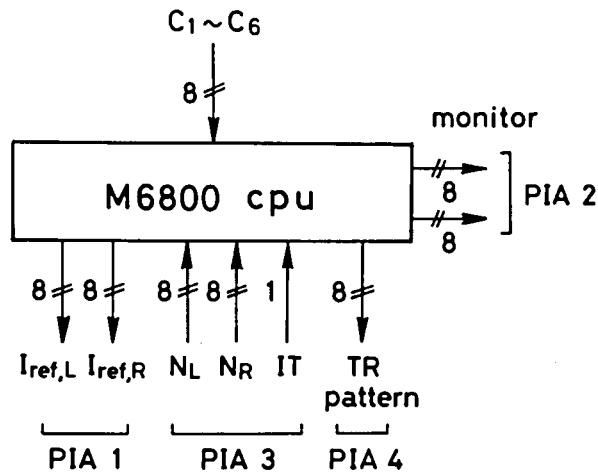 C1~C6
8
monitor
M6800 cpu
8
8
PIA 2
8 8 8 8 1 8
Iref,L Iref,R NL NR IT TR
pattern
PIA 1 PIA 3 PIA 4